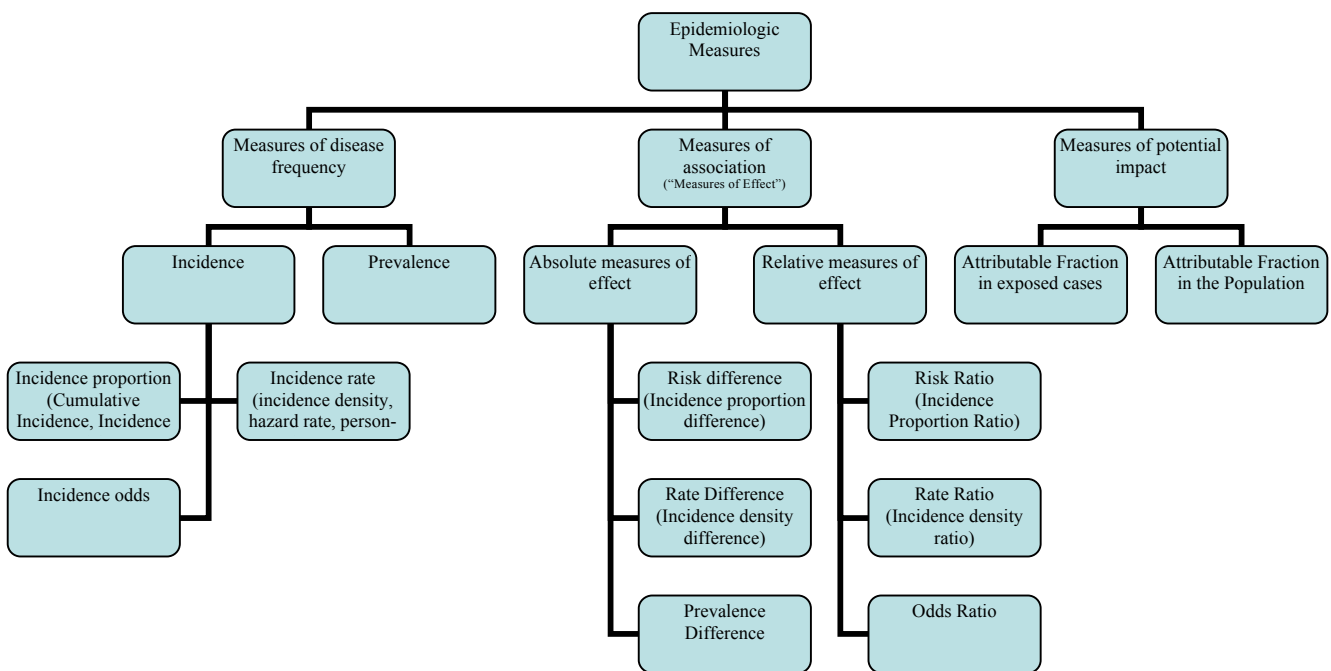 Epidemiologic
Measures
Measures of disease
frequency
Measures of
association
(“Measures of Effect”)
Measures of potential
impact
Incidence
Prevalence
Absolute measures of
effect
Relative measures of
effect
Attributable Fraction
in exposed cases
Attributable Fraction
in the Population
Incidence proportion
(Cumulative
Incidence, Incidence
Incidence rate
(incidence density,
hazard rate, person-
Risk difference
(Incidence proportion
difference)
Risk Ratio
(Incidence
Proportion Ratio)
Incidence odds
Rate Difference
(Incidence density
difference)
Rate Ratio
(Incidence density
ratio)
Prevalence
Difference
Odds Ratio